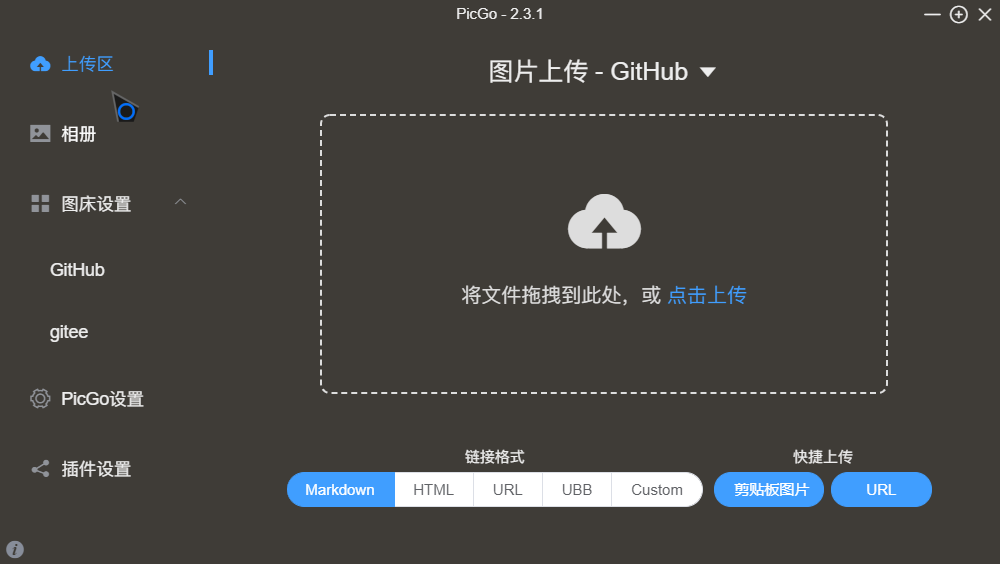 PicGo - 2.3.1
上传区
相册
图床设置
GitHub
gitee
PicGo设置
插件设置
图片上传 - GitHub
将文件拖拽到此处，或 点击上传
链接格式
Markdown HTML URL UBB Custom
快捷上传
剪贴板图片 URL